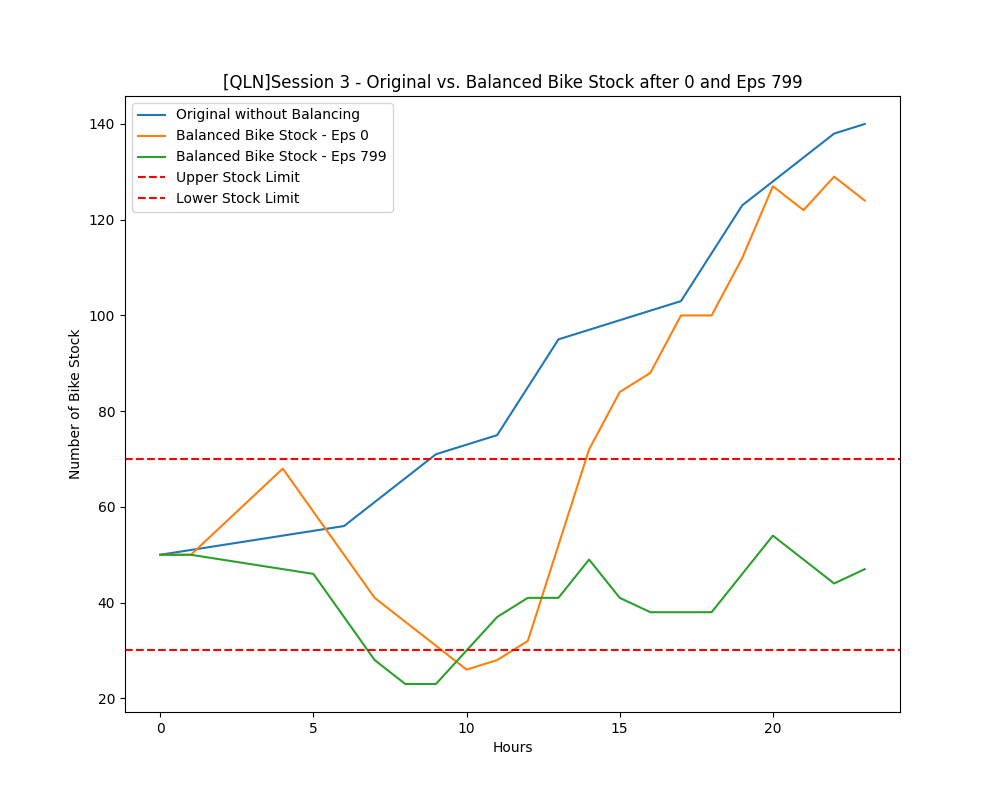 [QLN]Session 3 - Original vs. Balanced Bike Stock after 0 and Eps 799
Original without Balancing
Balanced Bike Stock - Eps 0
Balanced Bike Stock - Eps 799
Upper Stock Limit
Lower Stock Limit
Number of Bike Stock
140
120
100
80
60
40
20
0 5 10 15 20
Hours